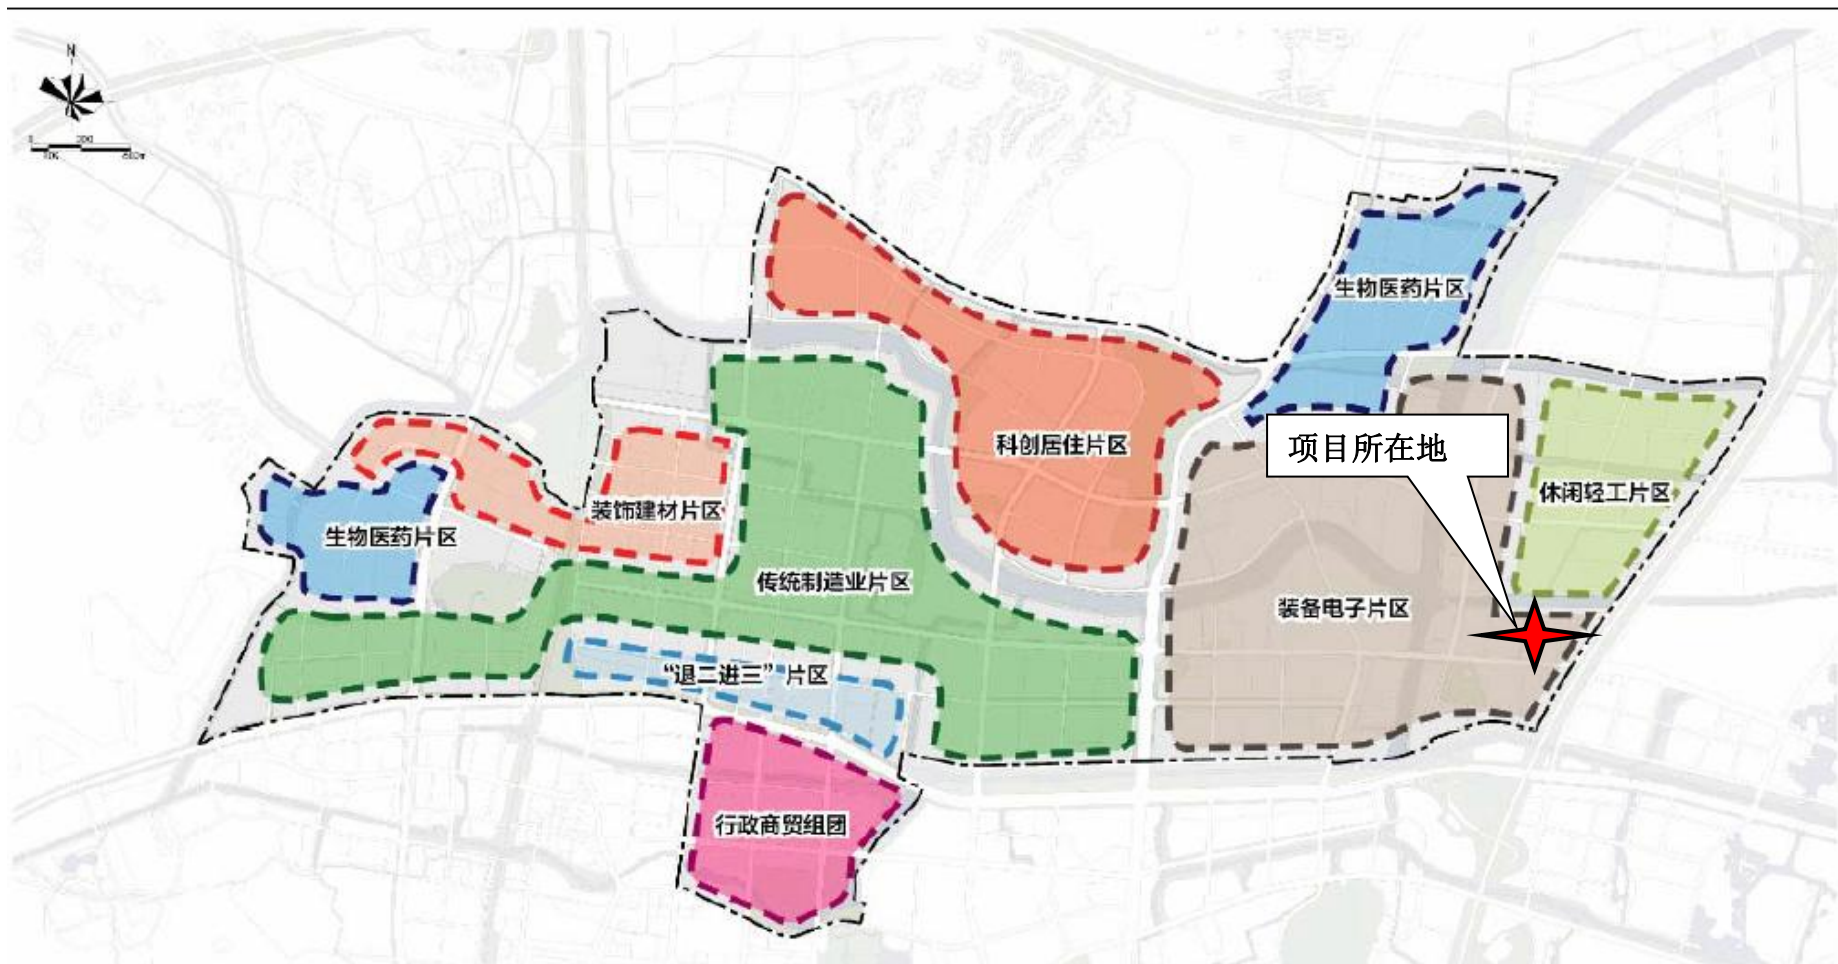 N
生物医药片区
科创居住片区
项目所在地
休闲轻工片区
装饰建材片区
生物医药片区
传统制造业片区
装备电子片区
“退二进三”片区
行政商贸组团